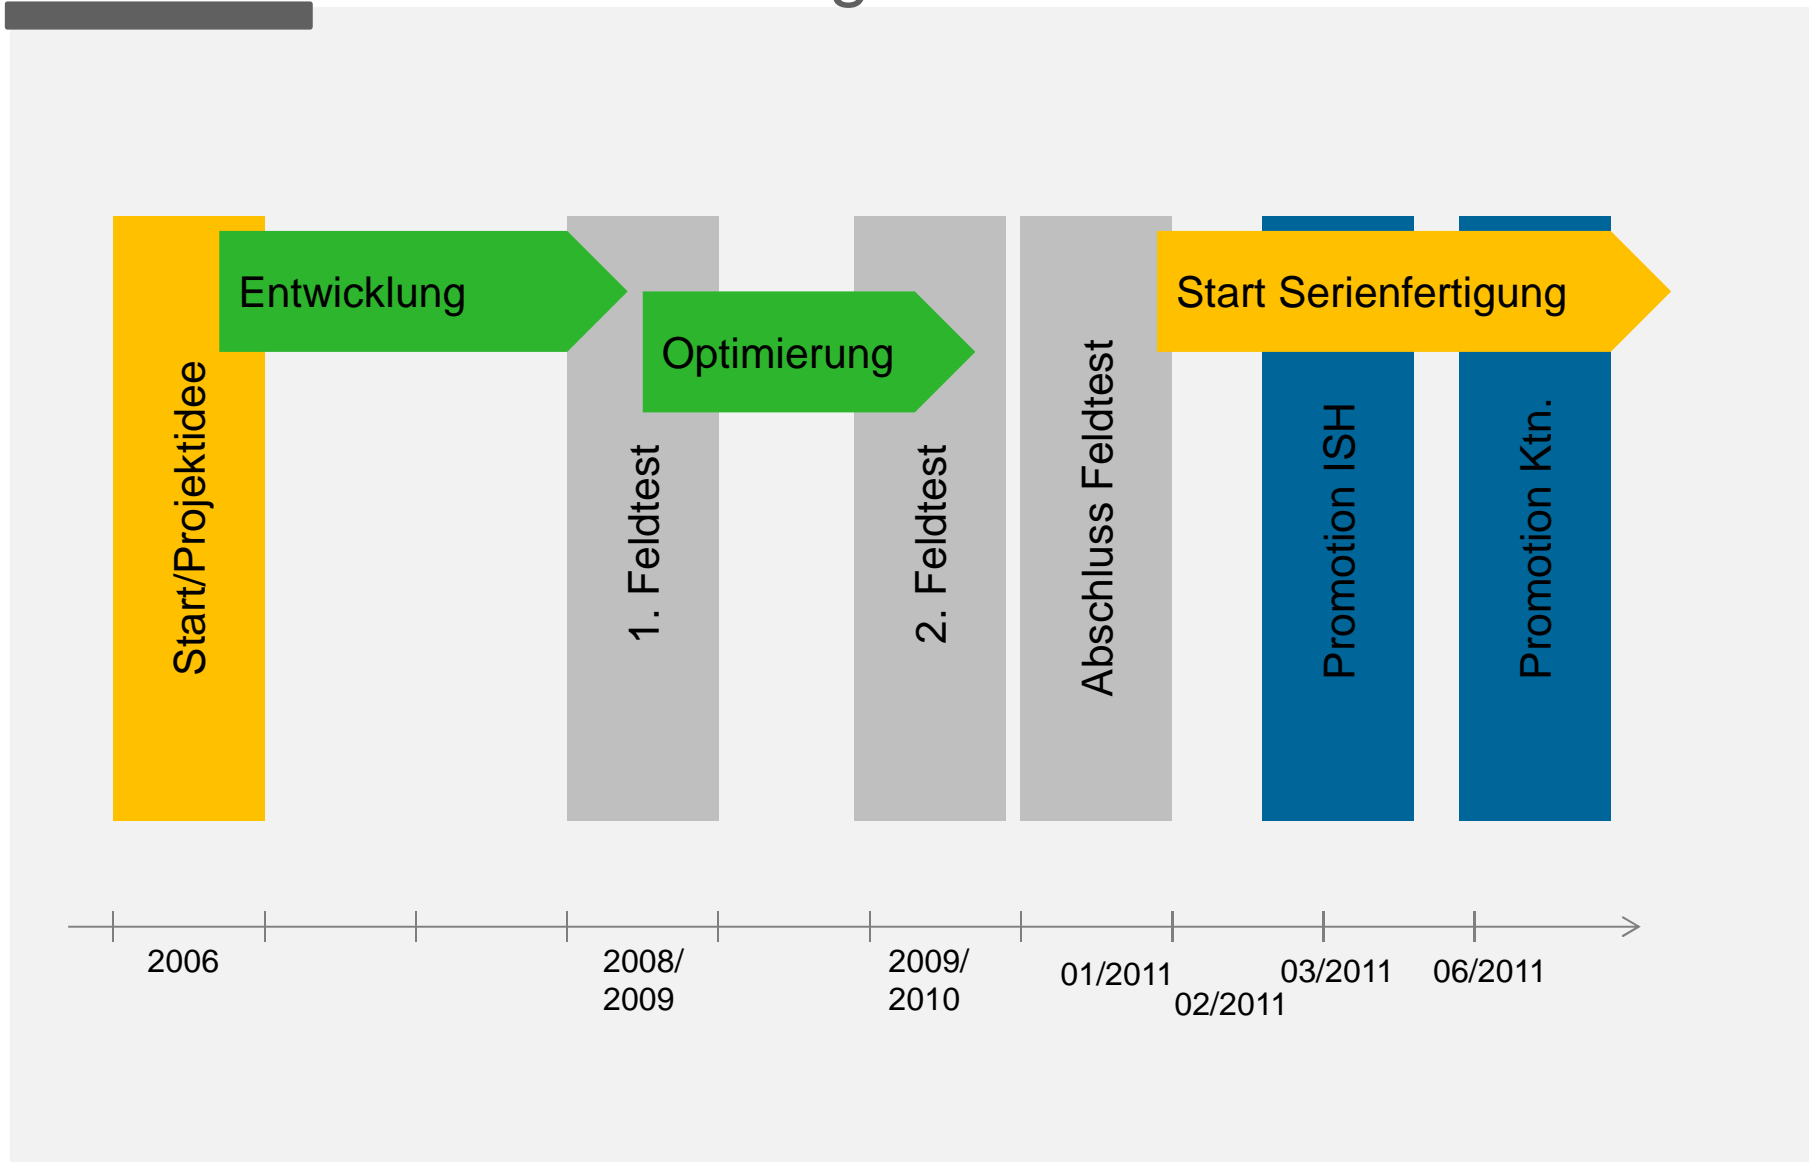 Entwicklung
Start Serienfertigung
Optimierung
Start/Projektidee
1. Feldtest
2. Feldtest
Abschluss Feldtest
Promotion ISH
Promotion Ktn.
2006
2008/
2009
2009/
2010
01/2011
02/2011
03/2011
06/2011